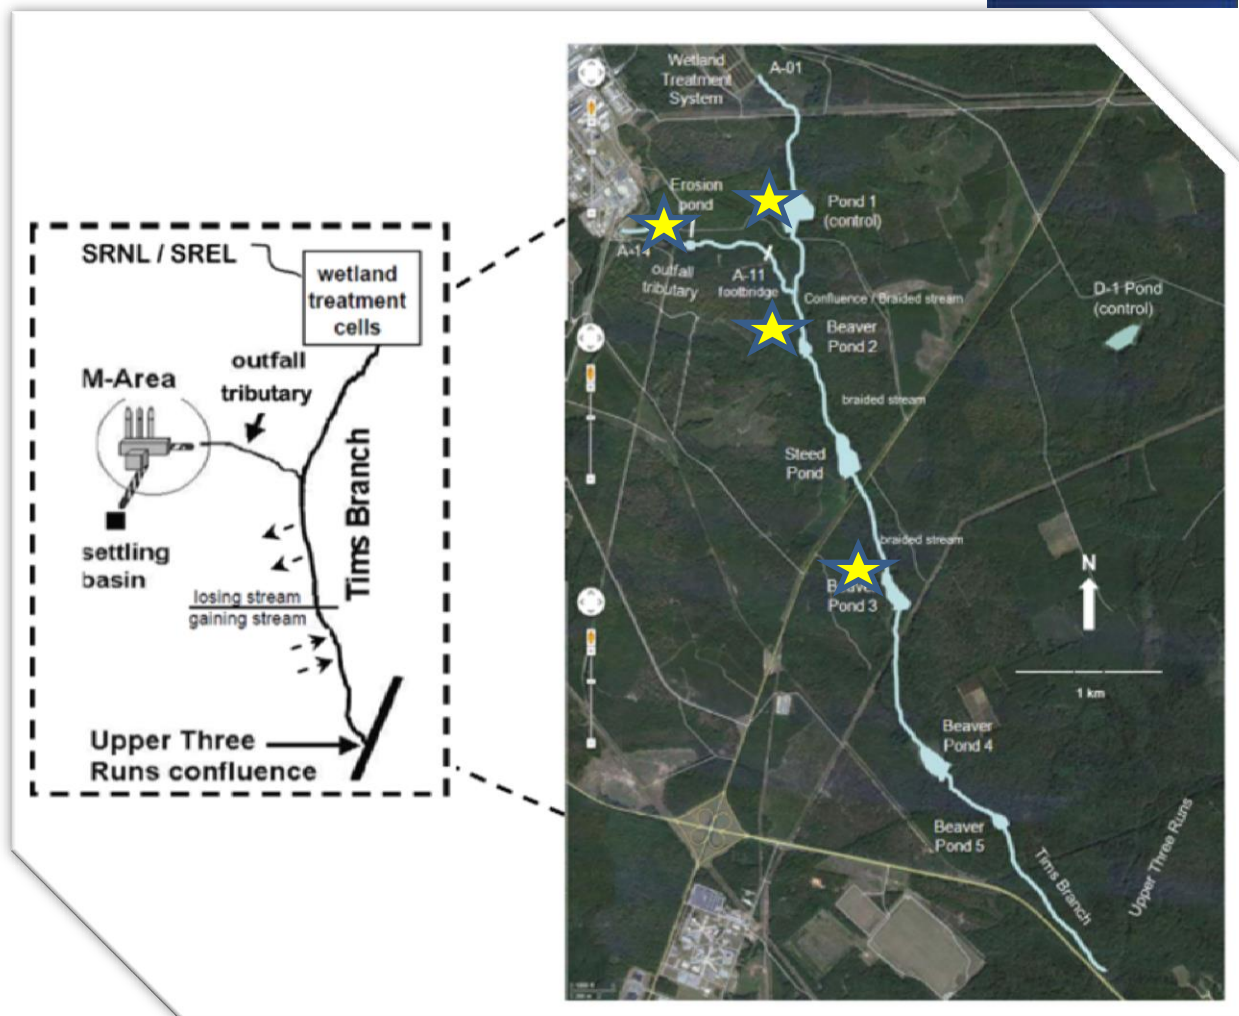 SRNL / SREL
wetland
treatment
cells
outfall
tributary
M-Area
Tims Branch
settling
basin
losing stream
gaining stream
Upper Three
Runs confluence
Wetland
Treatment
System
A-01
Erosion
pond
Pond 1
(control)
A-14
outfall
tributary
A-11
footbridge
Confluence / Braided stream
D-1 Pond
(control)
Beaver
Pond 2
braided stream
Steed
Pond
braided stream
Beaver
Pond 3
N
1 km
Beaver
Pond 4
Beaver
Pond 5
Tims Branch
Upper Three Runs